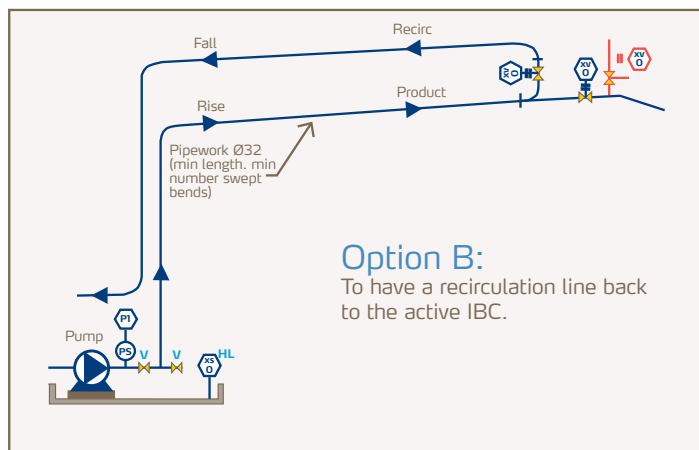 Recirc
Fall
XV
O
XV
O
XV
O
Rise
Product
Pipework Ø32
(min length. min
number swept
bends)
Option B:
To have a recirculation line back
to the active IBC.
P1
Pump
PS
V
V
XS
O
HL